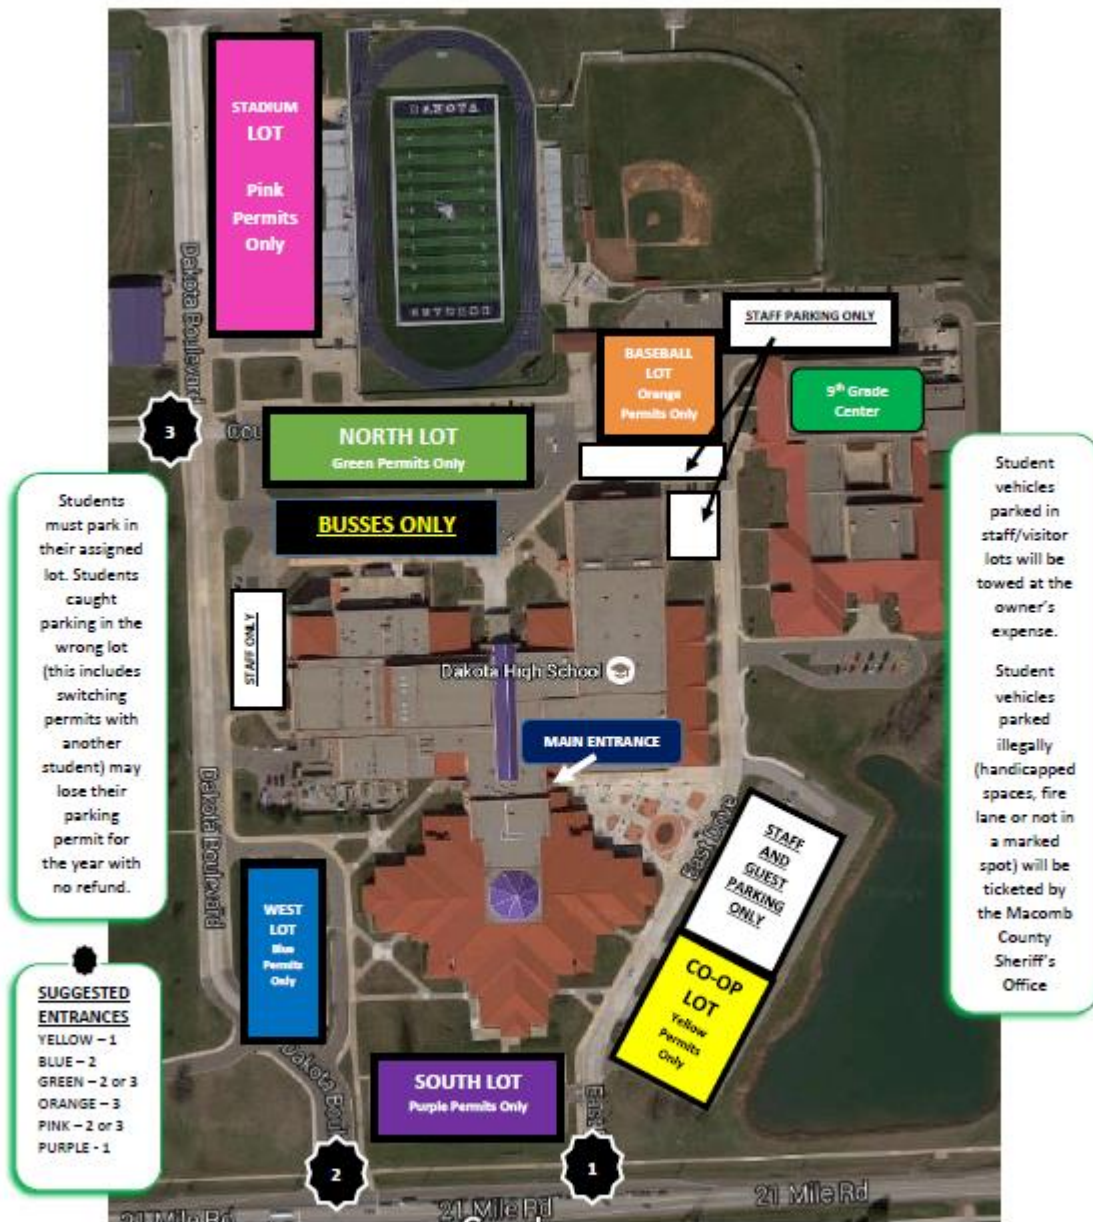 STADIUM
LOT
Pink
Permits
Only
DAKOTA
COUGARS
Dakota Boulevard
STAFF PARKING ONLY
BASEBALL
LOT
Orange
Permits Only
9th Grade
Center
3
Cou
NORTH LOT
Green Permits Only
BUSSES ONLY
Students
must park in
their assigned
lot. Students
caught
parking in the
wrong lot
(this includes
switching
permits with
another
student) may
lose their
parking
permit for
the year with
no refund.
Student
vehicles
parked in
staff/visitor
lots will be
towed at the
owner's
expense.
Student
vehicles
parked
illegally
(handicapped
spaces, fire
lane or not in
a marked
spot) will be
ticketed by
the Macomb
County
Sheriff's
Office
STAFF ONLY
Dakota High School
MAIN ENTRANCE
Dakota Boulevard
East Drive
STAFF
AND
GUEST
PARKING
ONLY
WEST
LOT
Blue
Permits
Only
CO-OP
LOT
Yellow
Permits
Only
SUGGESTED
ENTRANCES
YELLOW – 1
BLUE – 2
GREEN – 2 or 3
ORANGE – 3
PINK – 2 or 3
PURPLE - 1
Dakota Boul
SOUTH LOT
Purple Permits Only
East
2
1
21 Mile Rd
21 Mile Rd
21 Mile Rd